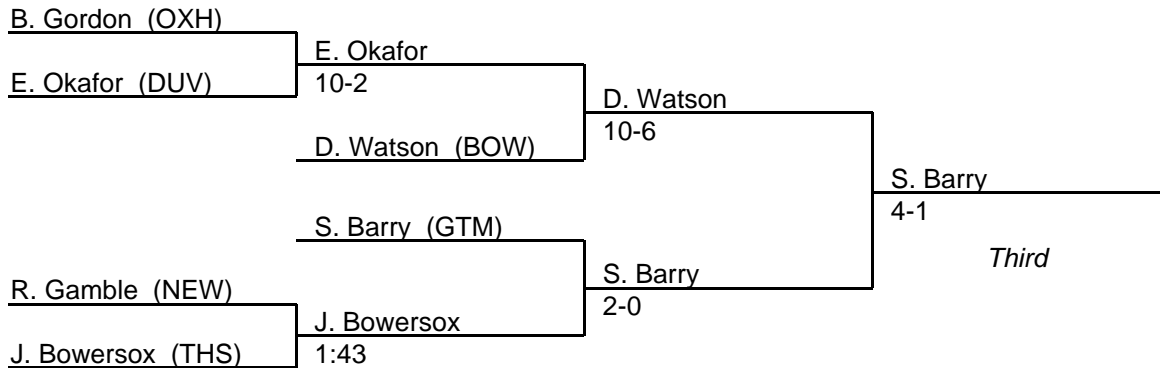 B. Gordon (OXH)
E. Okafor
E. Okafor (DUV)
10-2
D. Watson
10-6
D. Watson (BOW)
S. Barry
4-1
S. Barry (GTM)
Third
S. Barry
R. Gamble (NEW)
2-0
J. Bowersox
J. Bowersox (THS)
1:43